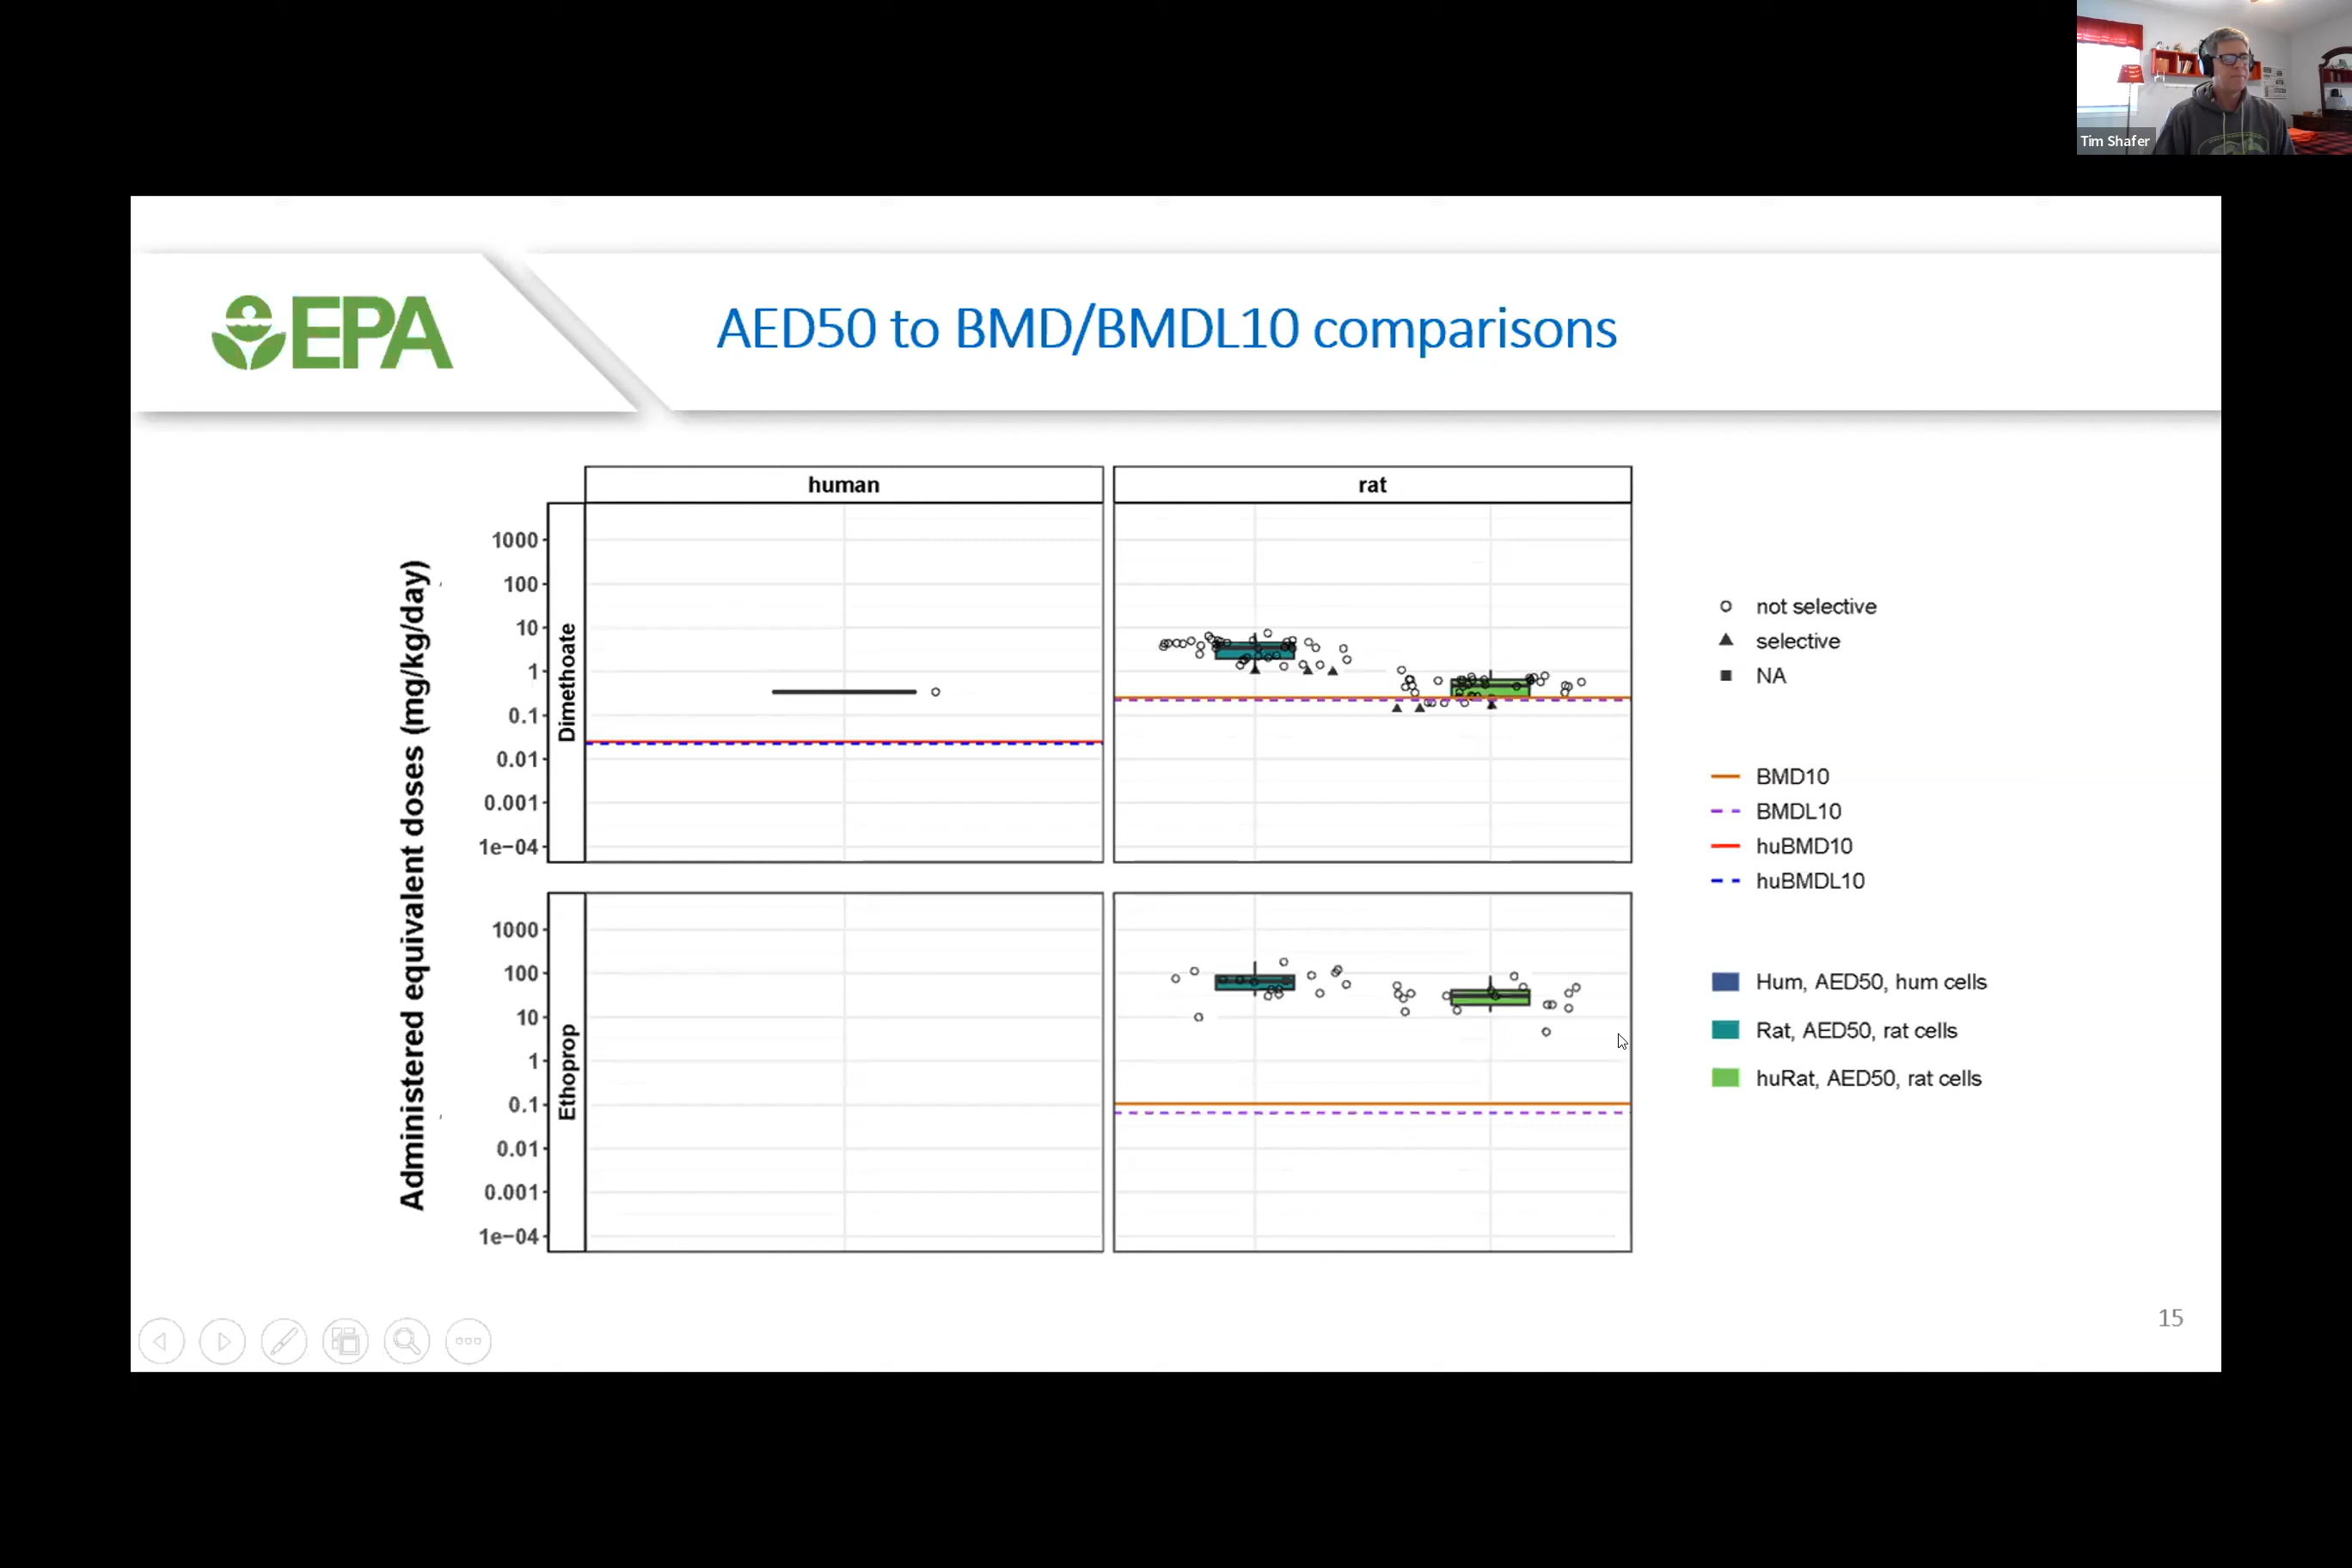 Tim Shafer
EPA
AED50 to BMD/BMDL10 comparisons
human
rat
Administered equivalent doses (mg/kg/day)
Dimethoate
1000
100
10
1
0.1
0.01
0.001
1e−04
Ethoprop
1000
100
10
1
0.1
0.01
0.001
1e−04
not selective
selective
NA
BMD10
BMDL10
huBMD10
huBMDL10
Hum, AED50, hum cells
Rat, AED50, rat cells
huRat, AED50, rat cells
15